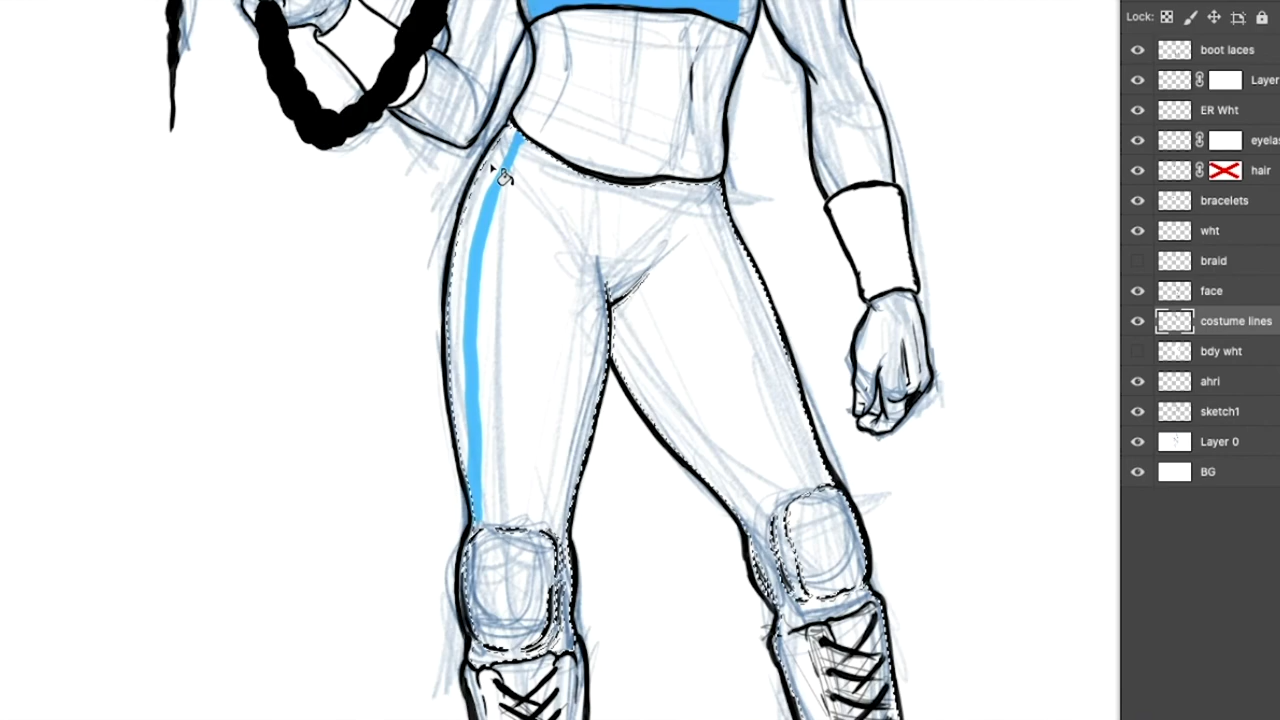 Lock:
boot laces
Layer
ER Wht
eyelas
hair
bracelets
wht
braid
face
costume lines
bdy wht
ahri
sketch1
Layer 0
BG